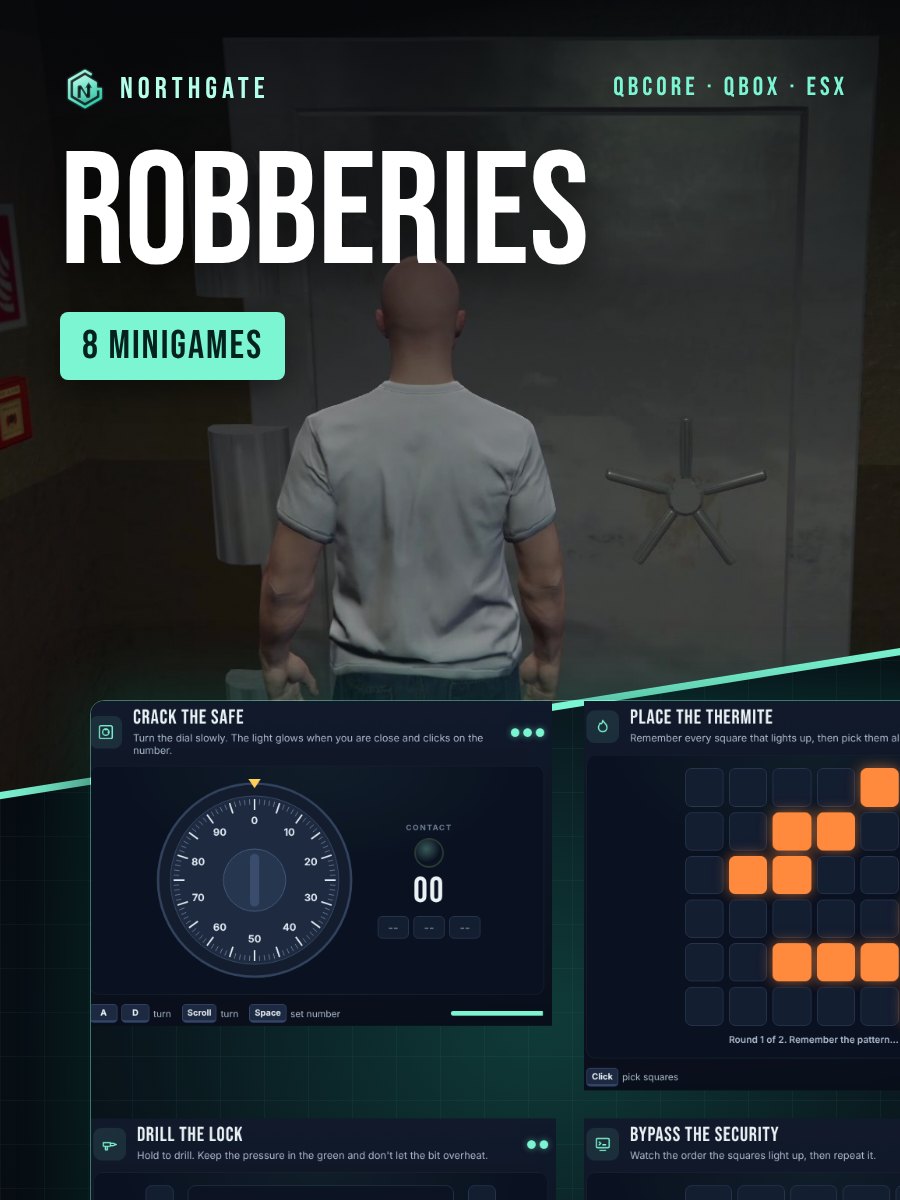 NORTHGATE
QBCORE · QBOX · ESX
ROBBERIES
8 MINIGAMES
CRACK THE SAFE
Turn the dial slowly. The light glows when you are close and clicks on the
number.
0
10
20
30
40
50
60
70
80
90
CONTACT
00
-- -- --
A D turn Scroll turn Space set number
PLACE THE THERMITE
Remember every square that lights up, then pick them al
Round 1 of 2. Remember the pattern...
Click pick squares
DRILL THE LOCK
Hold to drill. Keep the pressure in the green and don't let the bit overheat.
BYPASS THE SECURITY
Watch the order the squares light up, then repeat it.